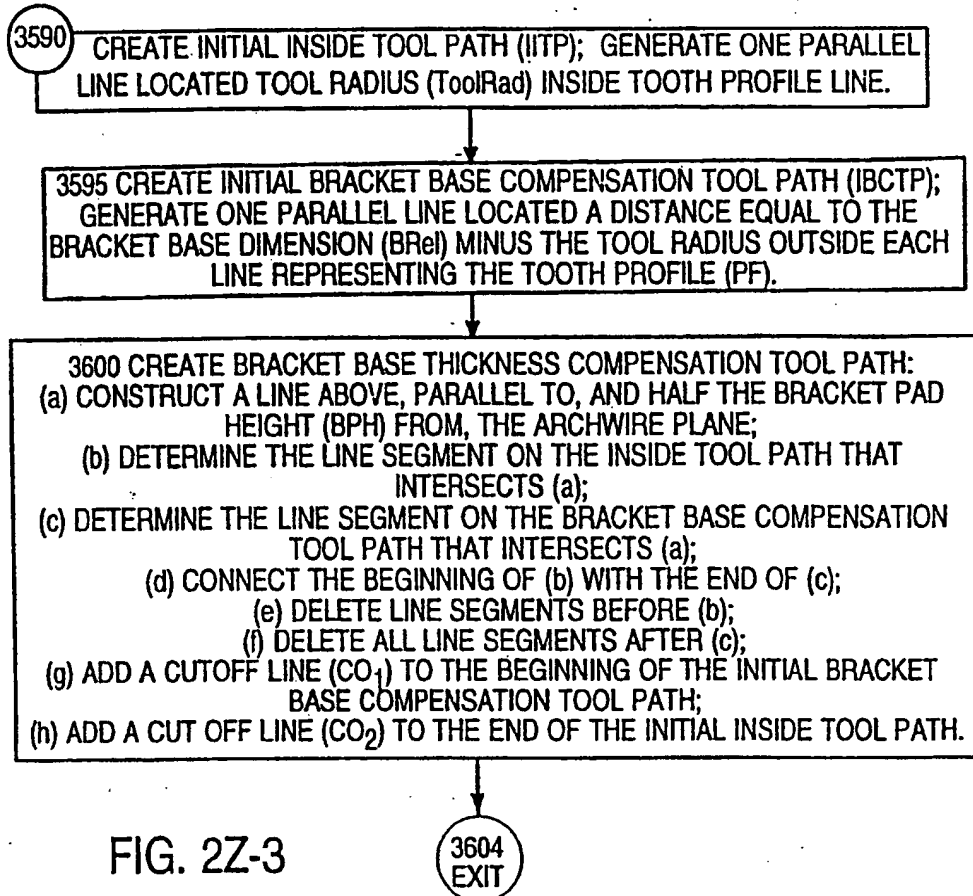 3590 CREATE INITIAL INSIDE TOOL PATH (IITP); GENERATE ONE PARALLEL
LINE LOCATED TOOL RADIUS (ToolRad) INSIDE TOOTH PROFILE LINE.
3595 CREATE INITIAL BRACKET BASE COMPENSATION TOOL PATH (IBCTP);
GENERATE ONE PARALLEL LINE LOCATED A DISTANCE EQUAL TO THE
BRACKET BASE DIMENSION (BRel) MINUS THE TOOL RADIUS OUTSIDE EACH
LINE REPRESENTING THE TOOTH PROFILE (PF).
3600 CREATE BRACKET BASE THICKNESS COMPENSATION TOOL PATH:
(a) CONSTRUCT A LINE ABOVE, PARALLEL TO, AND HALF THE BRACKET PAD
HEIGHT (BPH) FROM, THE ARCHWIRE PLANE;
(b) DETERMINE THE LINE SEGMENT ON THE INSIDE TOOL PATH THAT
INTERSECTS (a);
(c) DETERMINE THE LINE SEGMENT ON THE BRACKET BASE COMPENSATION
TOOL PATH THAT INTERSECTS (a);
(d) CONNECT THE BEGINNING OF (b) WITH THE END OF (c);
(e) DELETE LINE SEGMENTS BEFORE (b);
(f) DELETE ALL LINE SEGMENTS AFTER (c);
(g) ADD A CUTOFF LINE (CO1) TO THE BEGINNING OF THE INITIAL BRACKET
BASE COMPENSATION TOOL PATH;
(h) ADD A CUT OFF LINE (CO2) TO THE END OF THE INITIAL INSIDE TOOL PATH.
FIG. 2Z-3
3604
EXIT